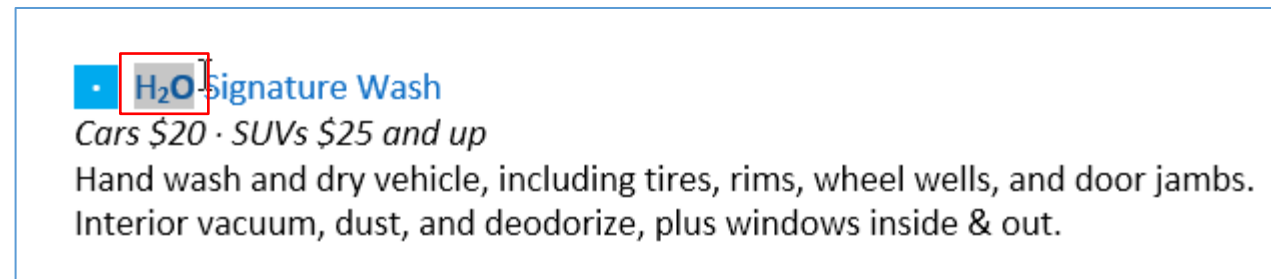 · H₂O Signature Wash
Cars $20 · SUVs $25 and up
Hand wash and dry vehicle, including tires, rims, wheel wells, and door jambs.
Interior vacuum, dust, and deodorize, plus windows inside & out.